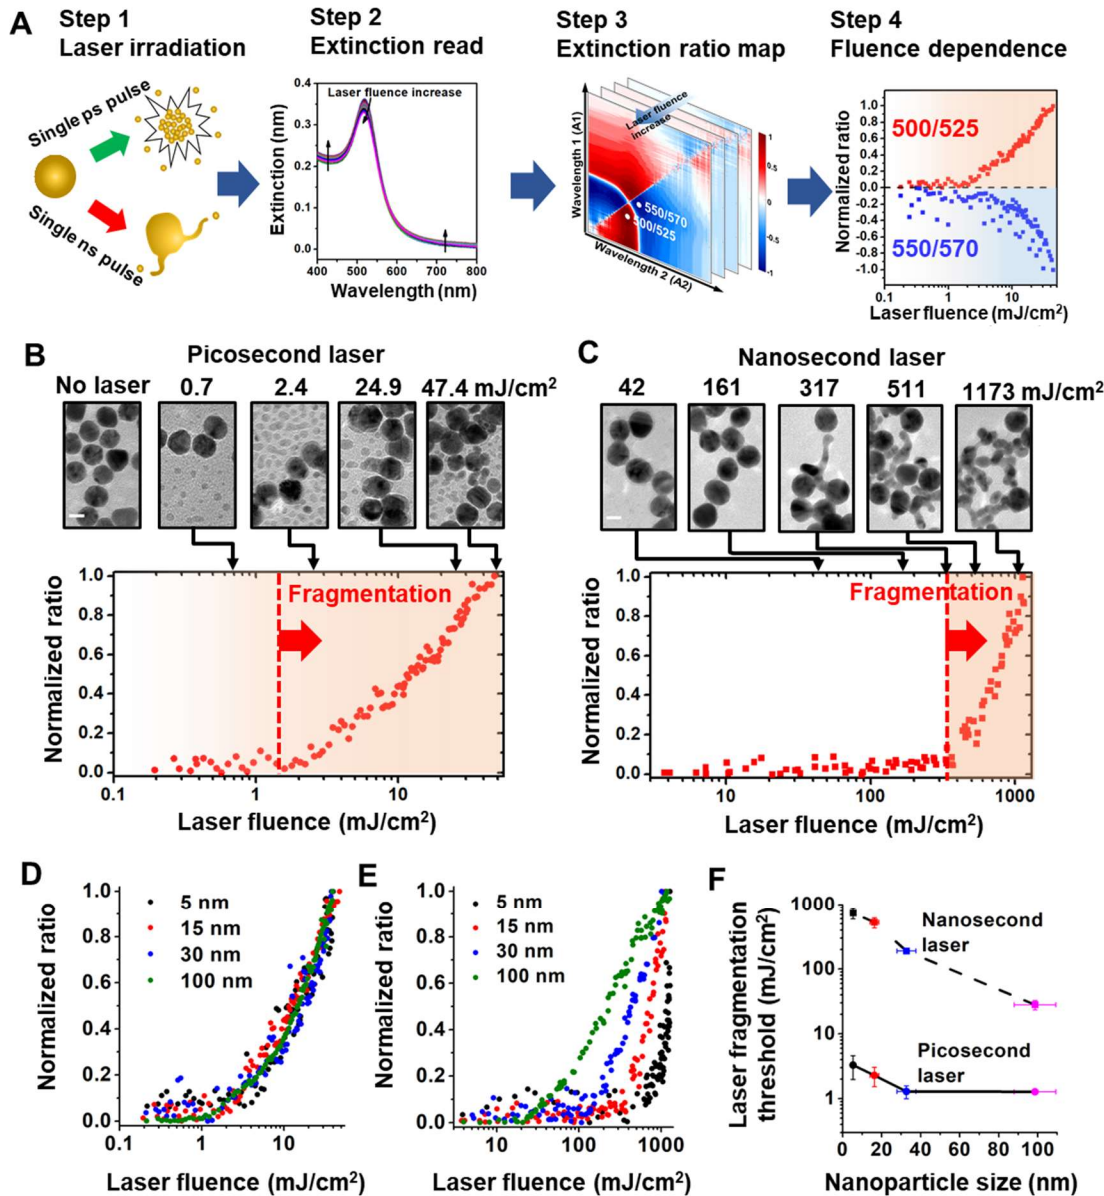 A
Step 1
Laser irradiation
Single ps pulse
Single ns pulse
Step 2
Extinction read
Laser fluence increase
Extinction (nm)
0.4
0.3
0.2
0.1
0.0
400 500 600 700 800
Wavelength (nm)
Step 3
Extinction ratio map
Laser fluence
increase
Wavelength 1 (A1)
Wavelength 2 (A2)
550/570
500/525
1
0.5
0
-0.5
-1
Step 4
Fluence dependence
Normalized ratio
1.0
0.8
0.6
0.4
0.2
0.0
-0.2
-0.4
-0.6
-0.8
-1.0
500/525
550/570
0.1 1 10
Laser fluence (mJ/cm²)
B
Picosecond laser
No laser 0.7 2.4 24.9 47.4 mJ/cm²
Fragmentation
Normalized ratio
1.0
0.8
0.6
0.4
0.2
0.0
0.1 1 10
Laser fluence (mJ/cm²)
C
Nanosecond laser
42 161 317 511 1173 mJ/cm²
Fragmentation
Normalized ratio
1.0
0.8
0.6
0.4
0.2
0.0
10 100 1000
Laser fluence (mJ/cm²)
D
Normalized ratio
1.0
0.8
0.6
0.4
0.2
0.0
5 nm
15 nm
30 nm
100 nm
0.1 1 10
Laser fluence (mJ/cm²)
E
Normalized ratio
1.0
0.8
0.6
0.4
0.2
0.0
5 nm
15 nm
30 nm
100 nm
10 100 1000
Laser fluence (mJ/cm²)
F
Laser fragmentation
threshold (mJ/cm²)
1000
100
10
1
Nanosecond
laser
Picosecond
laser
0 20 40 60 80 100
Nanoparticle size (nm)